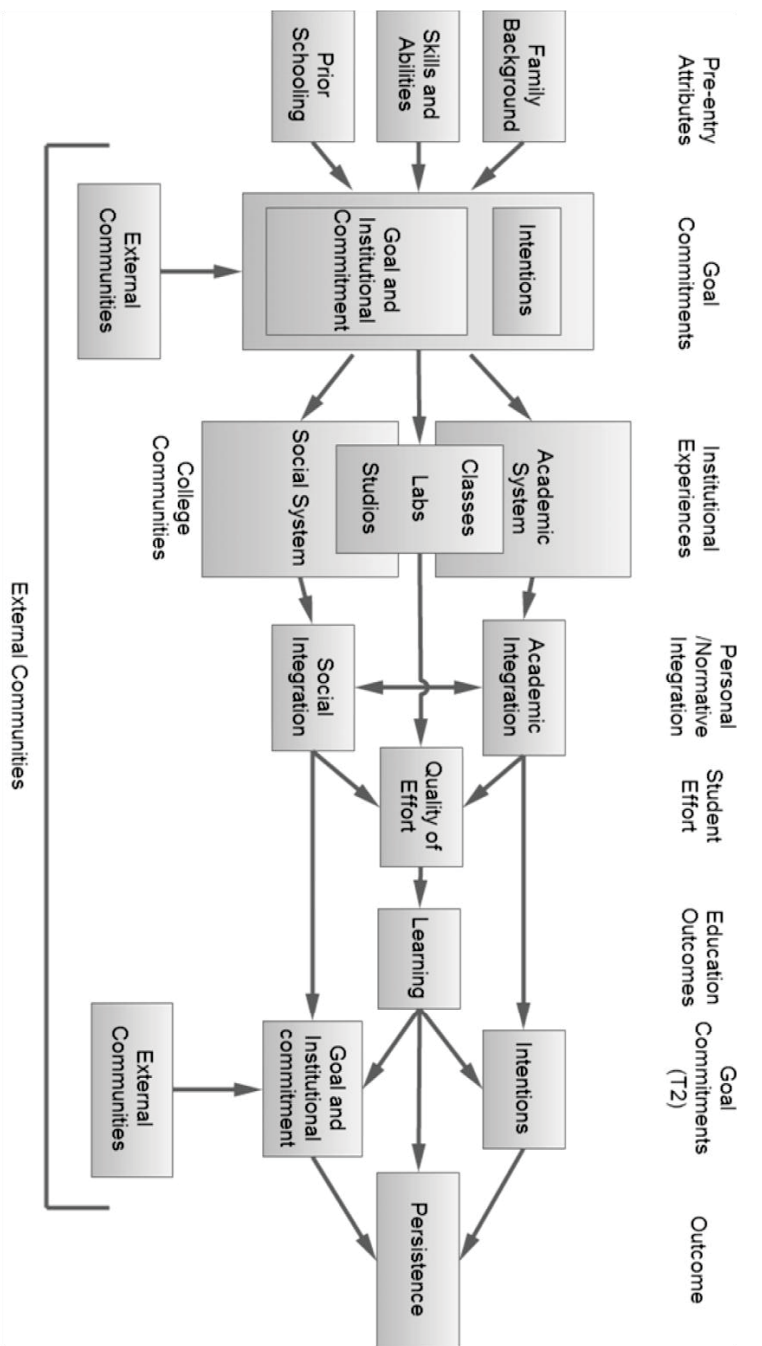 Pre-entry
Attributes
Goal
Commitments
Institutional
Experiences
Personal
/Normative
Integration
Student
Effort
Education
Outcomes
Goal
Commitments
(T2)
Outcome
Family
Background
Skills and
Abilities
Prior
Schooling
Intentions
Goal and
Institutional
Commitment
External
Communities
Academic
System
Classes
Labs
Studios
Social System
College
Communities
Academic
Integration
Social
Integration
Quality of
Effort
Learning
Intentions
Goal and
Institutional
commitment
External
Communities
Persistence
External Communities